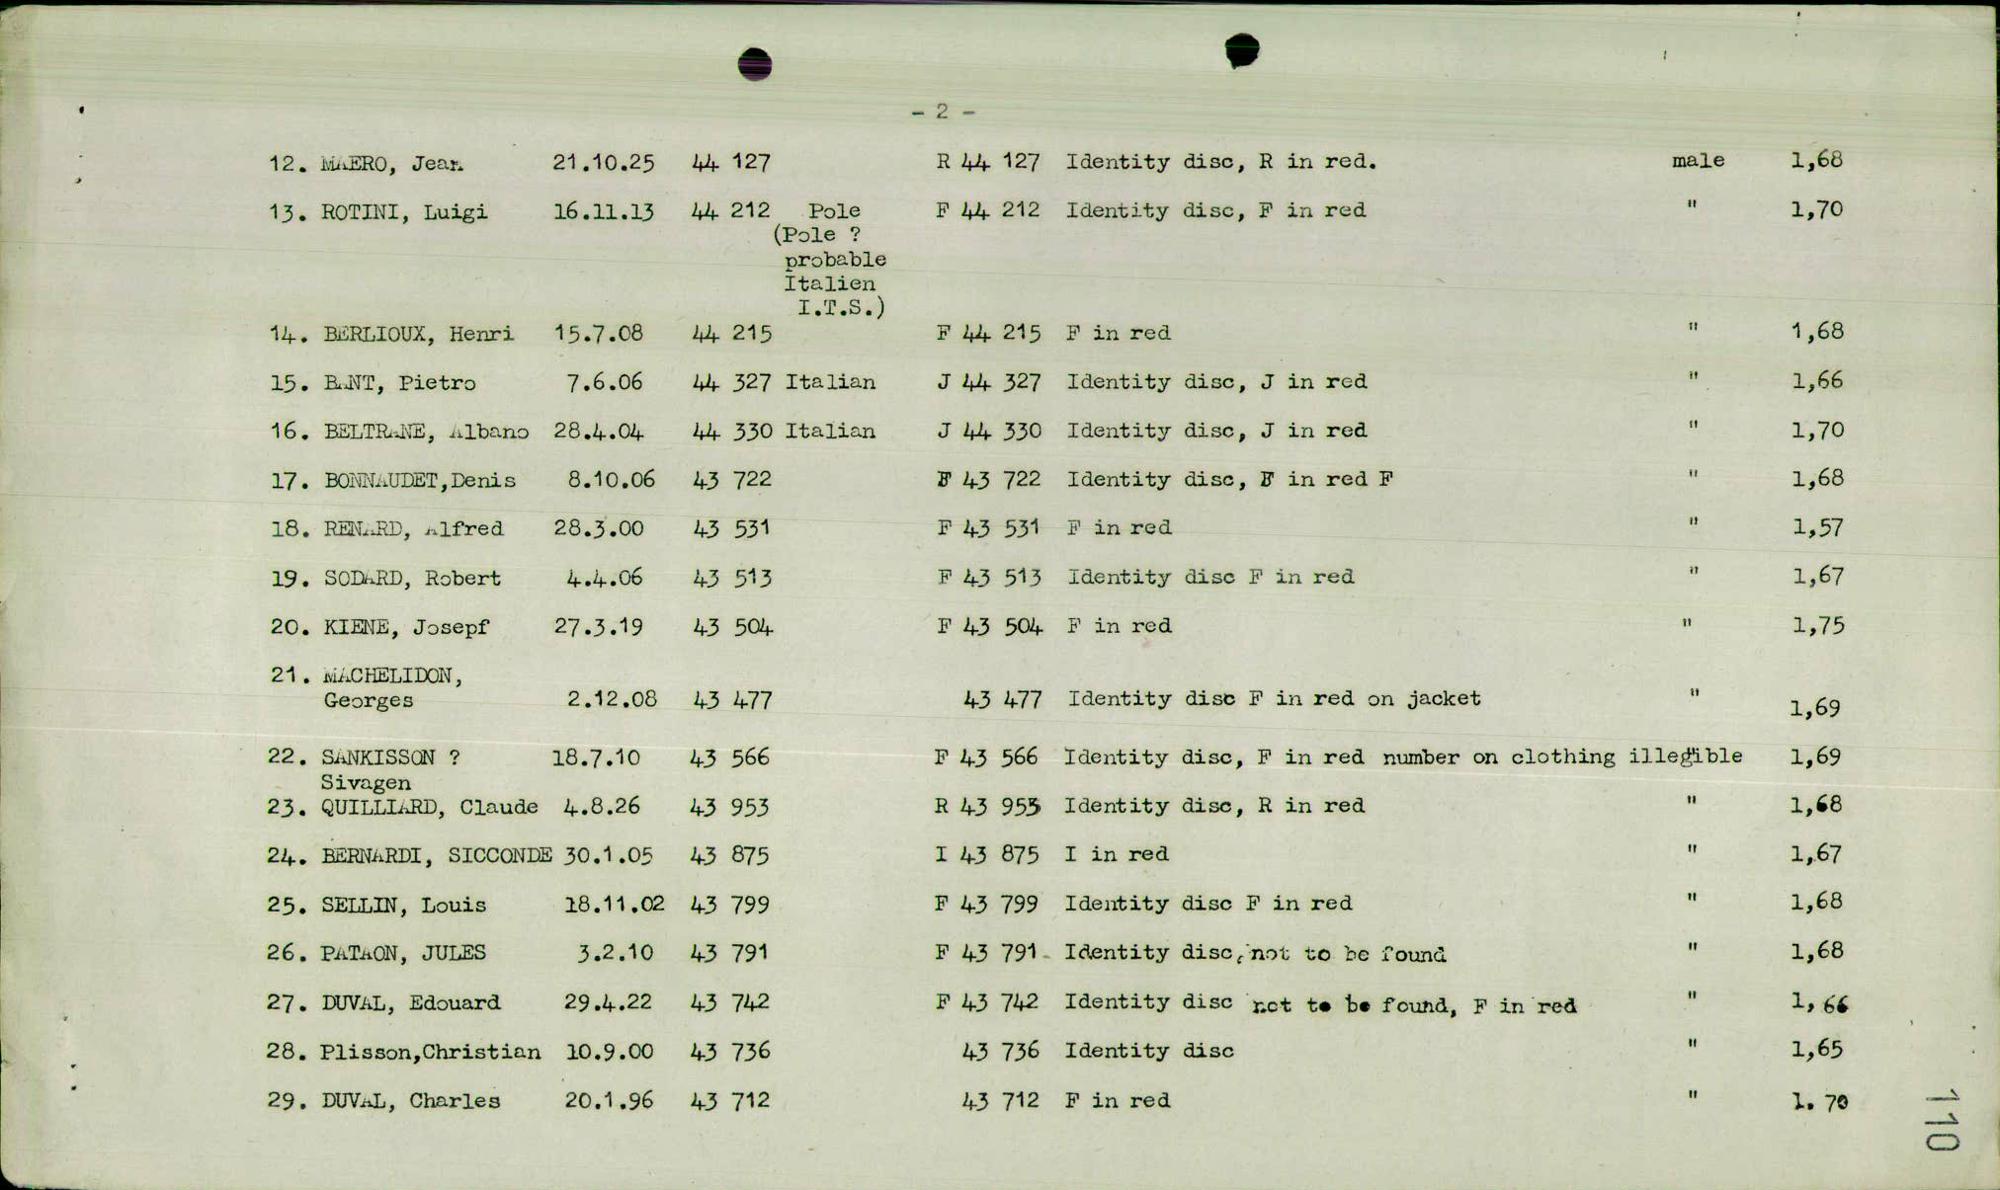 - 2 -
12. MAERO, Jean 21.10.25 44 127 R 44 127 Identity disc, R in red. male 1,68
13. ROTINI, Luigi 16.11.13 44 212 Pole F 44 212 Identity disc, F in red " 1,70
(Pole ?
probable
Italien
I.T.S.)
14. BERLIOUX, Henri 15.7.08 44 215 F 44 215 F in red " 1,68
15. BANT, Pietro 7.6.06 44 327 Italian J 44 327 Identity disc, J in red " 1,66
16. BELTRANE, Albano 28.4.04 44 330 Italian J 44 330 Identity disc, J in red " 1,70
17. BONNAUDET,Denis 8.10.06 43 722 F 43 722 Identity disc, F in red F " 1,68
18. RENARD, Alfred 28.3.00 43 531 F 43 531 F in red " 1,57
19. SODARD, Robert 4.4.06 43 513 F 43 513 Identity disc F in red " 1,67
20. KIENE, Josepf 27.3.19 43 504 F 43 504 F in red " 1,75
21. MACHELIDON,
Georges 2.12.08 43 477 43 477 Identity disc F in red on jacket " 1,69
22. SANKISSON ? 18.7.10 43 566 F 43 566 Identity disc, F in red number on clothing illegible " 1,69
Sivagen
23. QUILLIARD, Claude 4.8.26 43 953 R 43 953 Identity disc, R in red " 1,68
24. BERNARDI, SICCONDE 30.1.05 43 875 I 43 875 I in red " 1,67
25. SELLIN, Louis 18.11.02 43 799 F 43 799 Identity disc F in red " 1,68
26. PATAON, JULES 3.2.10 43 791 F 43 791 Identity disc, not to be found " 1,68
27. DUVAL, Edouard 29.4.22 43 742 F 43 742 Identity disc not to be found, F in red " 1,66
28. Plisson,Christian 10.9.00 43 736 43 736 Identity disc " 1,65
29. DUVAL, Charles 20.1.96 43 712 43 712 F in red " 1.70
110